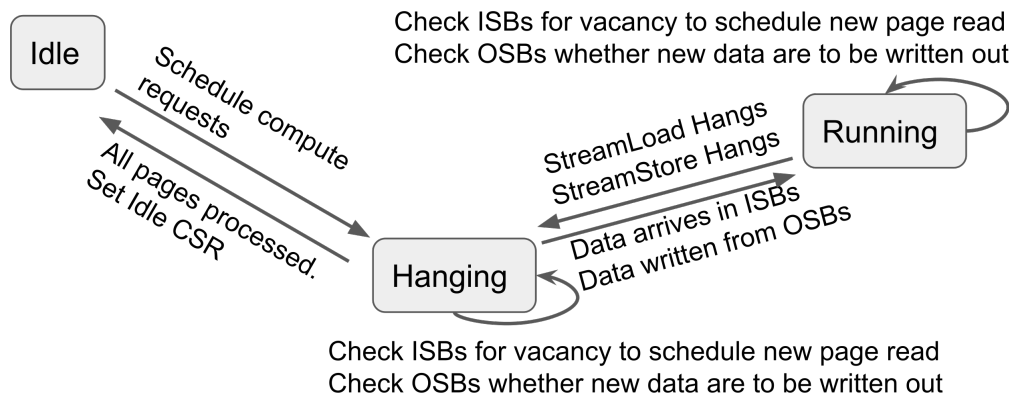 Check ISBs for vacancy to schedule new page read
Check OSBs whether new data are to be written out
Idle
Schedule compute
requests
All pages processed.
Set Idle CSR
StreamLoad Hangs
StreamStore Hangs
Running
Data arrives in ISBs
Data written from OSBs
Hanging
Check ISBs for vacancy to schedule new page read
Check OSBs whether new data are to be written out